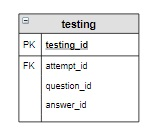 testing
PK testing_id
FK attempt_id
question_id
answer_id